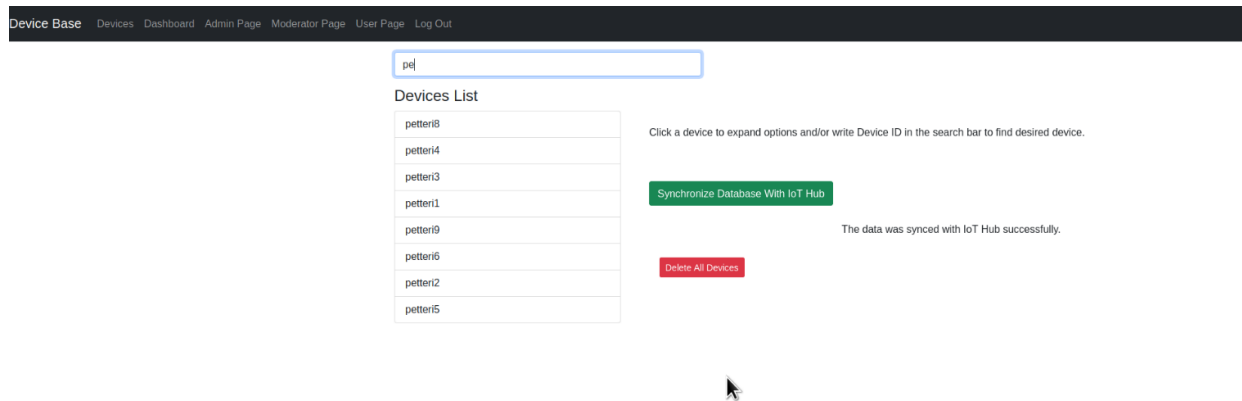 Device Base Devices Dashboard Admin Page Moderator Page User Page Log Out
pe
Devices List
petteri8
petteri4
petteri3
petteri1
petteri9
petteri6
petteri2
petteri5
Click a device to expand options and/or write Device ID in the search bar to find desired device.
Synchronize Database With IoT Hub
The data was synced with IoT Hub successfully.
Delete All Devices